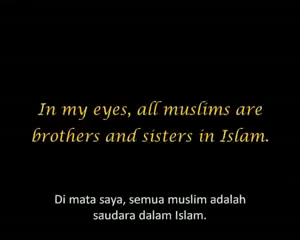 In my eyes, all muslims are
brothers and sisters in Islam.
Di mata saya, semua muslim adalah
saudara dalam Islam.